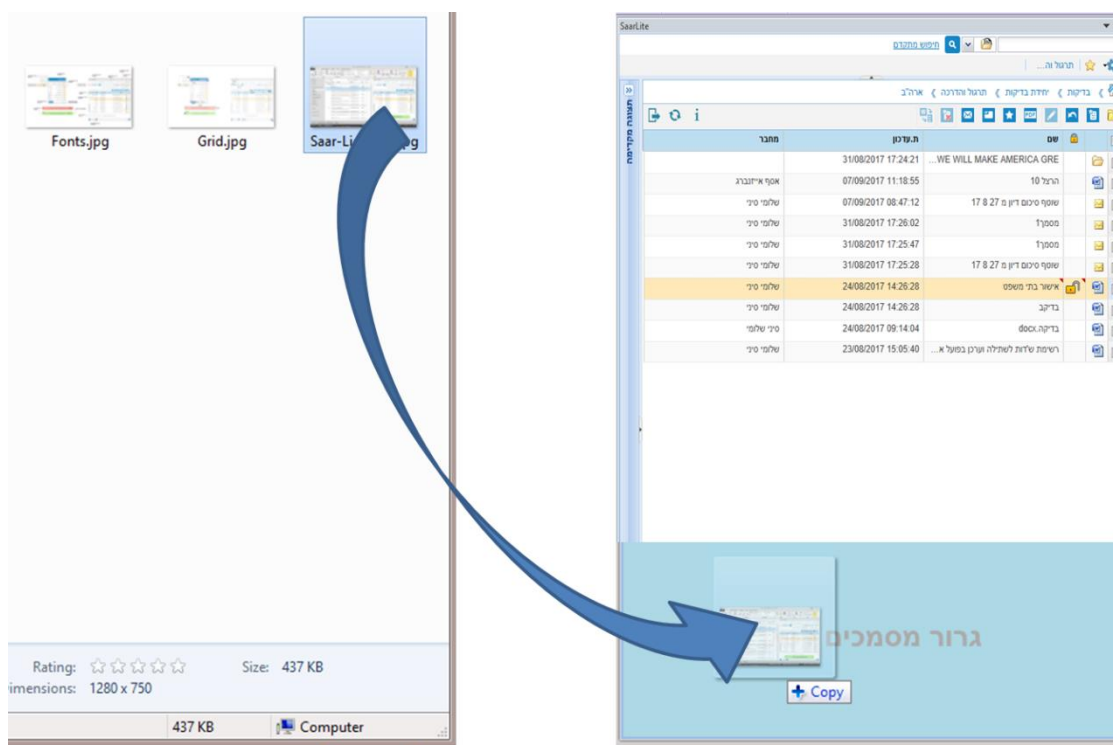 Fonts.jpg
Grid.jpg
Rating:
Size: 437 KB
1280 x 750
437 KB
Computer
SaarLite
חיפוש מתקדם
תרגול וה...
בדיקות ❯ יחידת בדיקות ❯ תרגול והדרכה ❯ ארה"ב
תצוגה מקדימה
i
PDF
שם ת.עדכון מחבר
WE WILL MAKE AMERICA GRE... 31/08/2017 17:24:21
הרצל 10 07/09/2017 11:18:55 אסף אייזנברג
שוטף סיכום דיון מ 27 8 17 07/09/2017 08:47:12 שלומי סיני
מסמך1 31/08/2017 17:26:02 שלומי סיני
מסמך1 31/08/2017 17:25:47 שלומי סיני
שוטף סיכום דיון מ 27 8 17 31/08/2017 17:25:28 שלומי סיני
אישור בתי משפט 24/08/2017 14:26:28 שלומי סיני
בדיקב 24/08/2017 14:26:28 שלומי סיני
בדיקה.docx 24/08/2017 09:14:04 סיני שלומי
רשימת ש'דות לשתילה וערכן בפועל א... 23/08/2017 15:05:40 שלומי סיני
גרור מסמכים
Copy